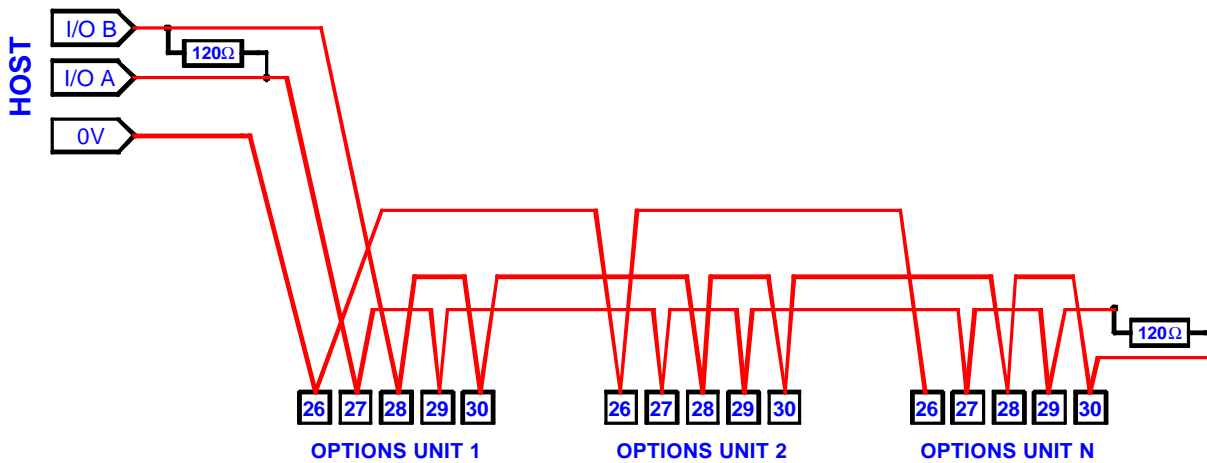 HOST
I/O B
120Ω
I/O A
0V
120Ω
26 27 28 29 30
26 27 28 29 30
26 27 28 29 30
OPTIONS UNIT 1
OPTIONS UNIT 2
OPTIONS UNIT N